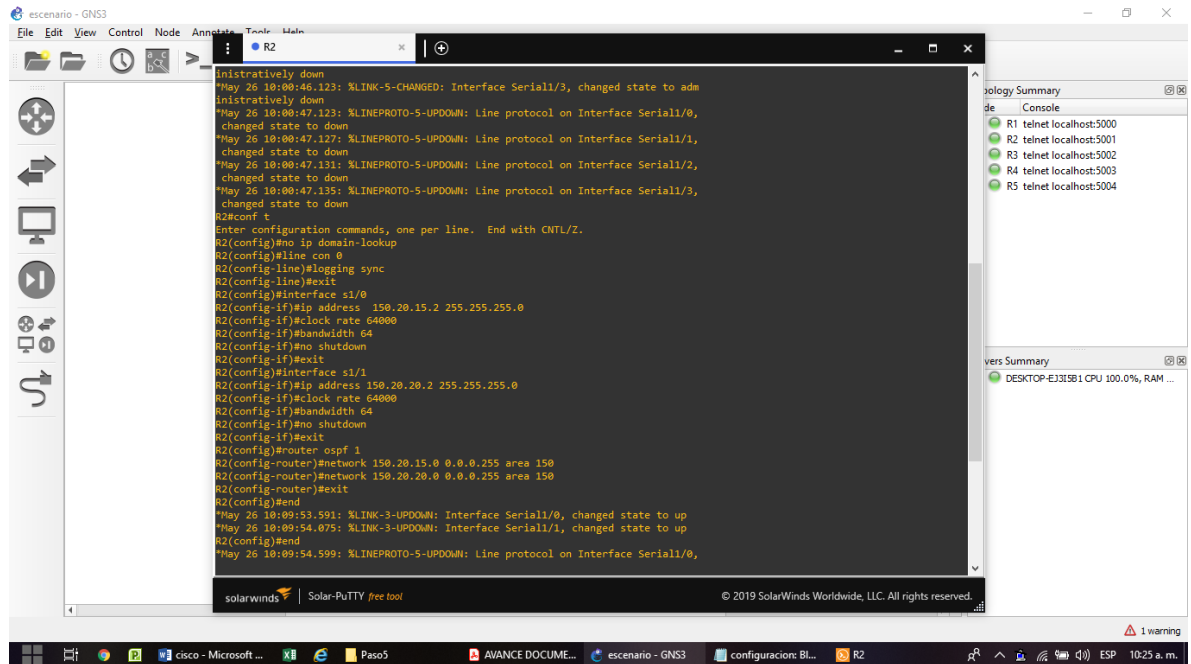 escenario - GNS3
File Edit View Control Node Annotate Tools Help
R2
inistratively down
*May 26 10:00:46.123: %LINK-5-CHANGED: Interface Serial1/3, changed state to adm
inistratively down
*May 26 10:00:47.123: %LINEPROTO-5-UPDOWN: Line protocol on Interface Serial1/0,
changed state to down
*May 26 10:00:47.127: %LINEPROTO-5-UPDOWN: Line protocol on Interface Serial1/1,
changed state to down
*May 26 10:00:47.131: %LINEPROTO-5-UPDOWN: Line protocol on Interface Serial1/2,
changed state to down
*May 26 10:00:47.135: %LINEPROTO-5-UPDOWN: Line protocol on Interface Serial1/3,
changed state to down
R2#conf t
Enter configuration commands, one per line.  End with CNTL/Z.
R2(config)#no ip domain-lookup
R2(config)#line con 0
R2(config-line)#logging sync
R2(config-line)#exit
R2(config)#interface s1/0
R2(config-if)#ip address  150.20.15.2 255.255.255.0
R2(config-if)#clock rate 64000
R2(config-if)#bandwidth 64
R2(config-if)#no shutdown
R2(config-if)#exit
R2(config)#interface s1/1
R2(config-if)#ip address 150.20.20.2 255.255.255.0
R2(config-if)#clock rate 64000
R2(config-if)#bandwidth 64
R2(config-if)#no shutdown
R2(config-if)#exit
R2(config)#router ospf 1
R2(config-router)#network 150.20.15.0 0.0.0.255 area 150
R2(config-router)#network 150.20.20.0 0.0.0.255 area 150
R2(config-router)#exit
R2(config)#end
*May 26 10:09:53.591: %LINK-3-UPDOWN: Interface Serial1/0, changed state to up
*May 26 10:09:54.075: %LINK-3-UPDOWN: Interface Serial1/1, changed state to up
R2(config)#end
*May 26 10:09:54.599: %LINEPROTO-5-UPDOWN: Line protocol on Interface Serial1/0,
solarwinds Solar-PuTTY free tool © 2019 SolarWinds Worldwide, LLC. All rights reserved.
pology Summary
de Console
R1 telnet localhost:5000
R2 telnet localhost:5001
R3 telnet localhost:5002
R4 telnet localhost:5003
R5 telnet localhost:5004
vers Summary
DESKTOP-EJ3I5B1 CPU 100.0%, RAM ...
1 warning
cisco - Microsoft ... Paso5 AVANCE DOCUME... escenario - GNS3 configuracion: Bl... R2 ESP 10:25 a. m.